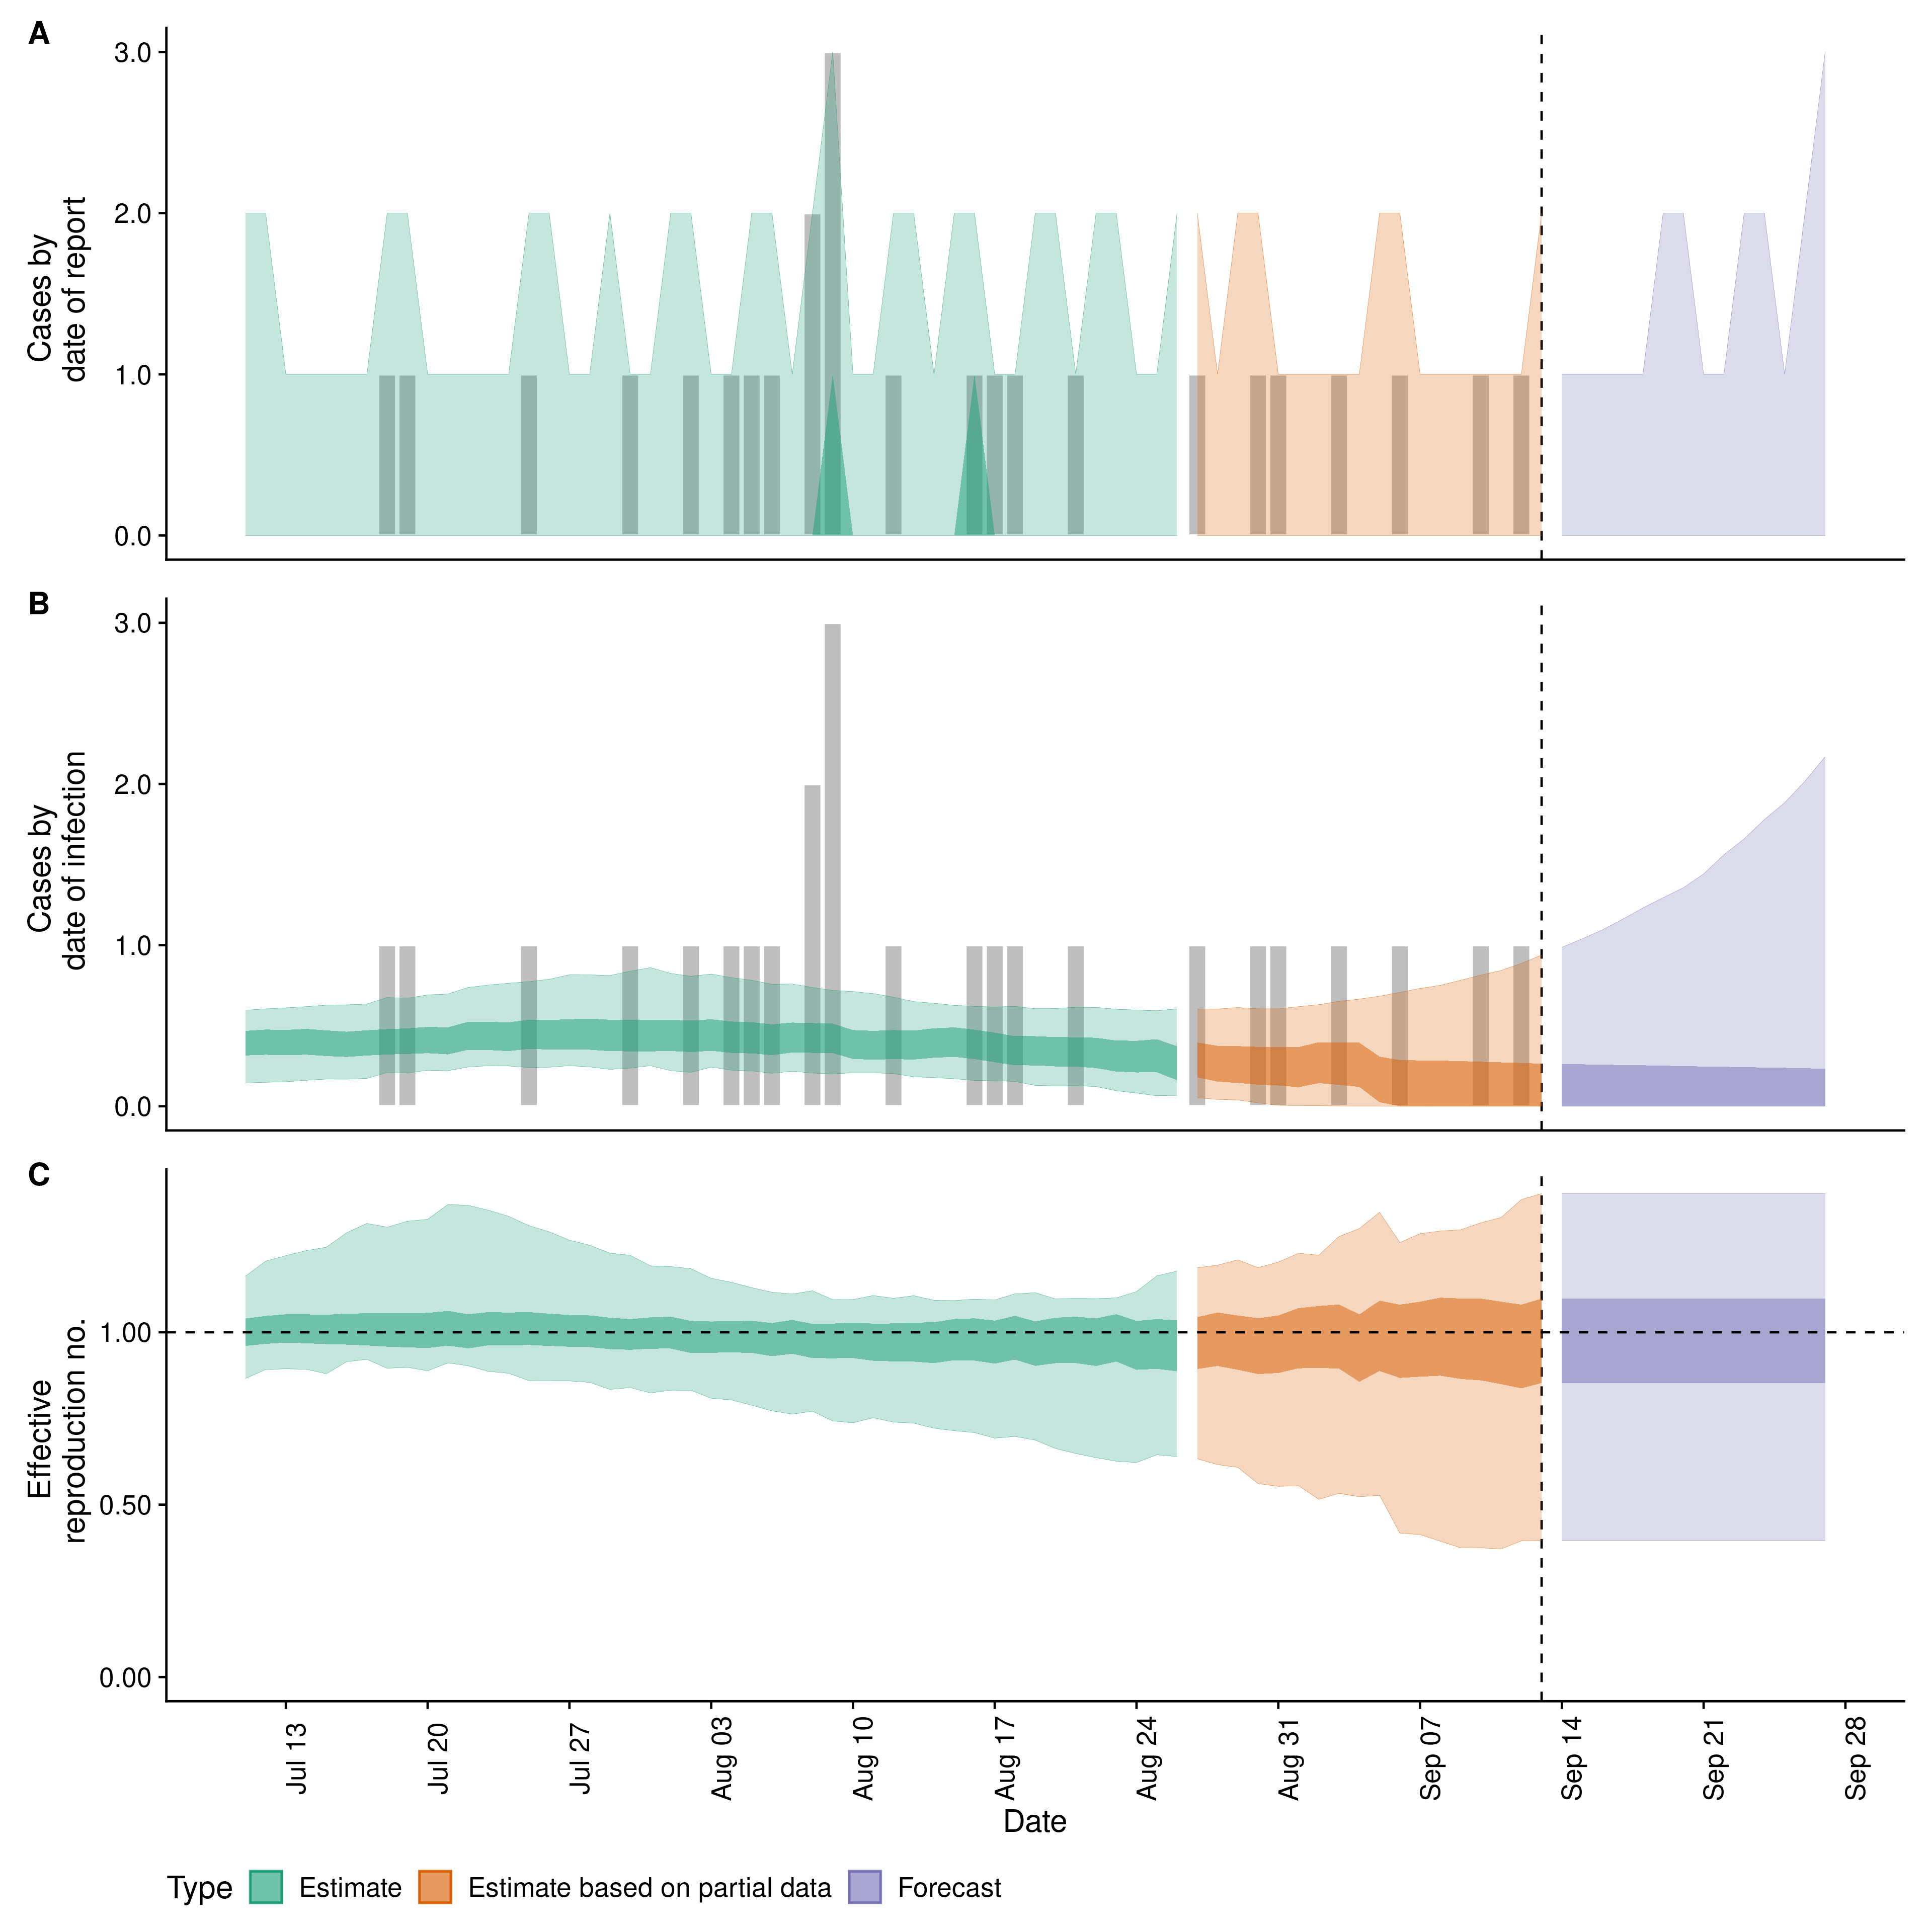 A
3.0
2.0
1.0
0.0
Cases by
date of report
B
3.0
2.0
1.0
0.0
Cases by
date of infection
C
1.00
0.50
0.00
Effective
reproduction no.
Jul 13
Jul 20
Jul 27
Aug 03
Aug 10
Aug 17
Aug 24
Aug 31
Sep 07
Sep 14
Sep 21
Sep 28
Date
Type
Estimate
Estimate based on partial data
Forecast